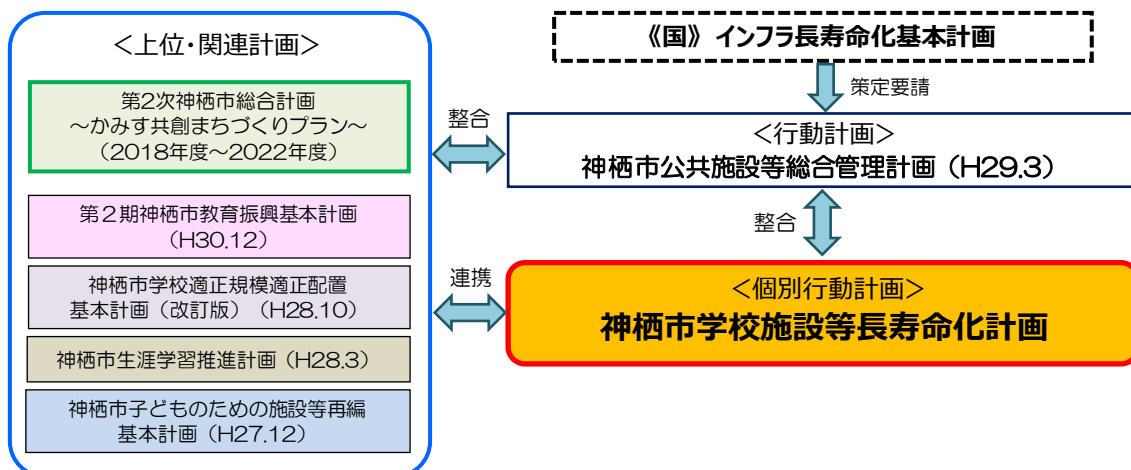 ＜上位・関連計画＞
第2次神栖市総合計画
～かみす共創まちづくりプラン～
（2018年度～2022年度）
第２期神栖市教育振興基本計画
（H30.12）
神栖市学校適正規模適正配置
基本計画（改訂版）（H28.10）
神栖市生涯学習推進計画（H28.3）
神栖市子どものための施設等再編
基本計画（H27.12）
整合
連携
《国》インフラ長寿命化基本計画
策定要請
＜行動計画＞
神栖市公共施設等総合管理計画（H29.3）
整合
＜個別行動計画＞
神栖市学校施設等長寿命化計画